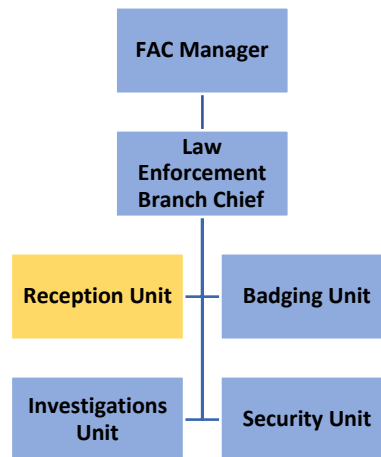 FAC Manager
Law
Enforcement
Branch Chief
Reception Unit
Badging Unit
Investigations
Unit
Security Unit